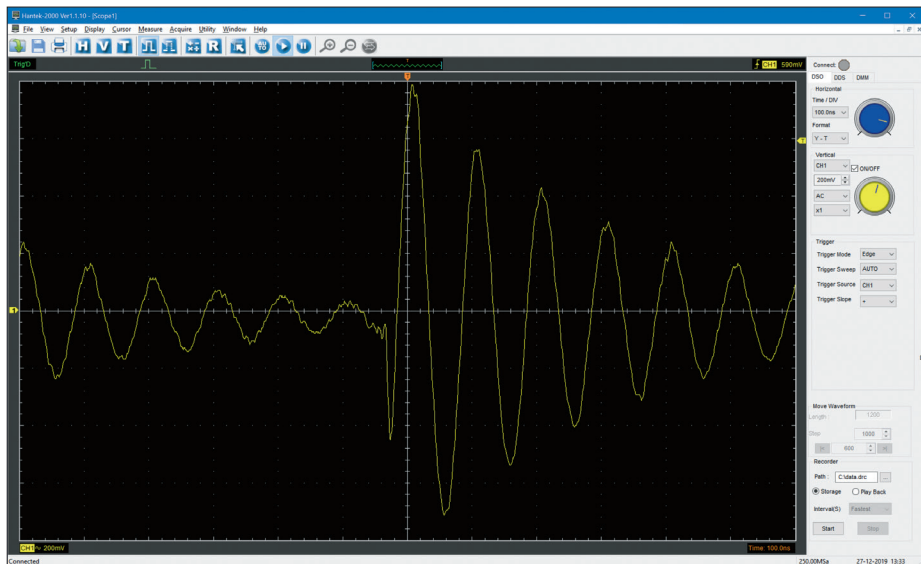 Hantek-2000 Ver1.1.10 - [Scope1]
File View Setup Display Cursor Measure Acquire Utility Window Help
H V T R AUTO
Trig'D T CH1 590mV
Connect:
DSO DDS DMM
Horizontal
Time / DIV
100.0ns
Format
Y - T
Vertical
CH1 ON/OFF
200mV
AC
x1
Trigger
Trigger Mode Edge
Trigger Sweep AUTO
Trigger Source CH1
Trigger Slope +
Move Waveform
Length 1200
Step 1000
600
Recorder
Path : C:\data.drc ...
Storage Play Back
Interval(S) Fastest
Start Stop
T
T
1
CH1 200mV Time: 100.0ns
Connected 250.00MSa 27-12-2019 13:33